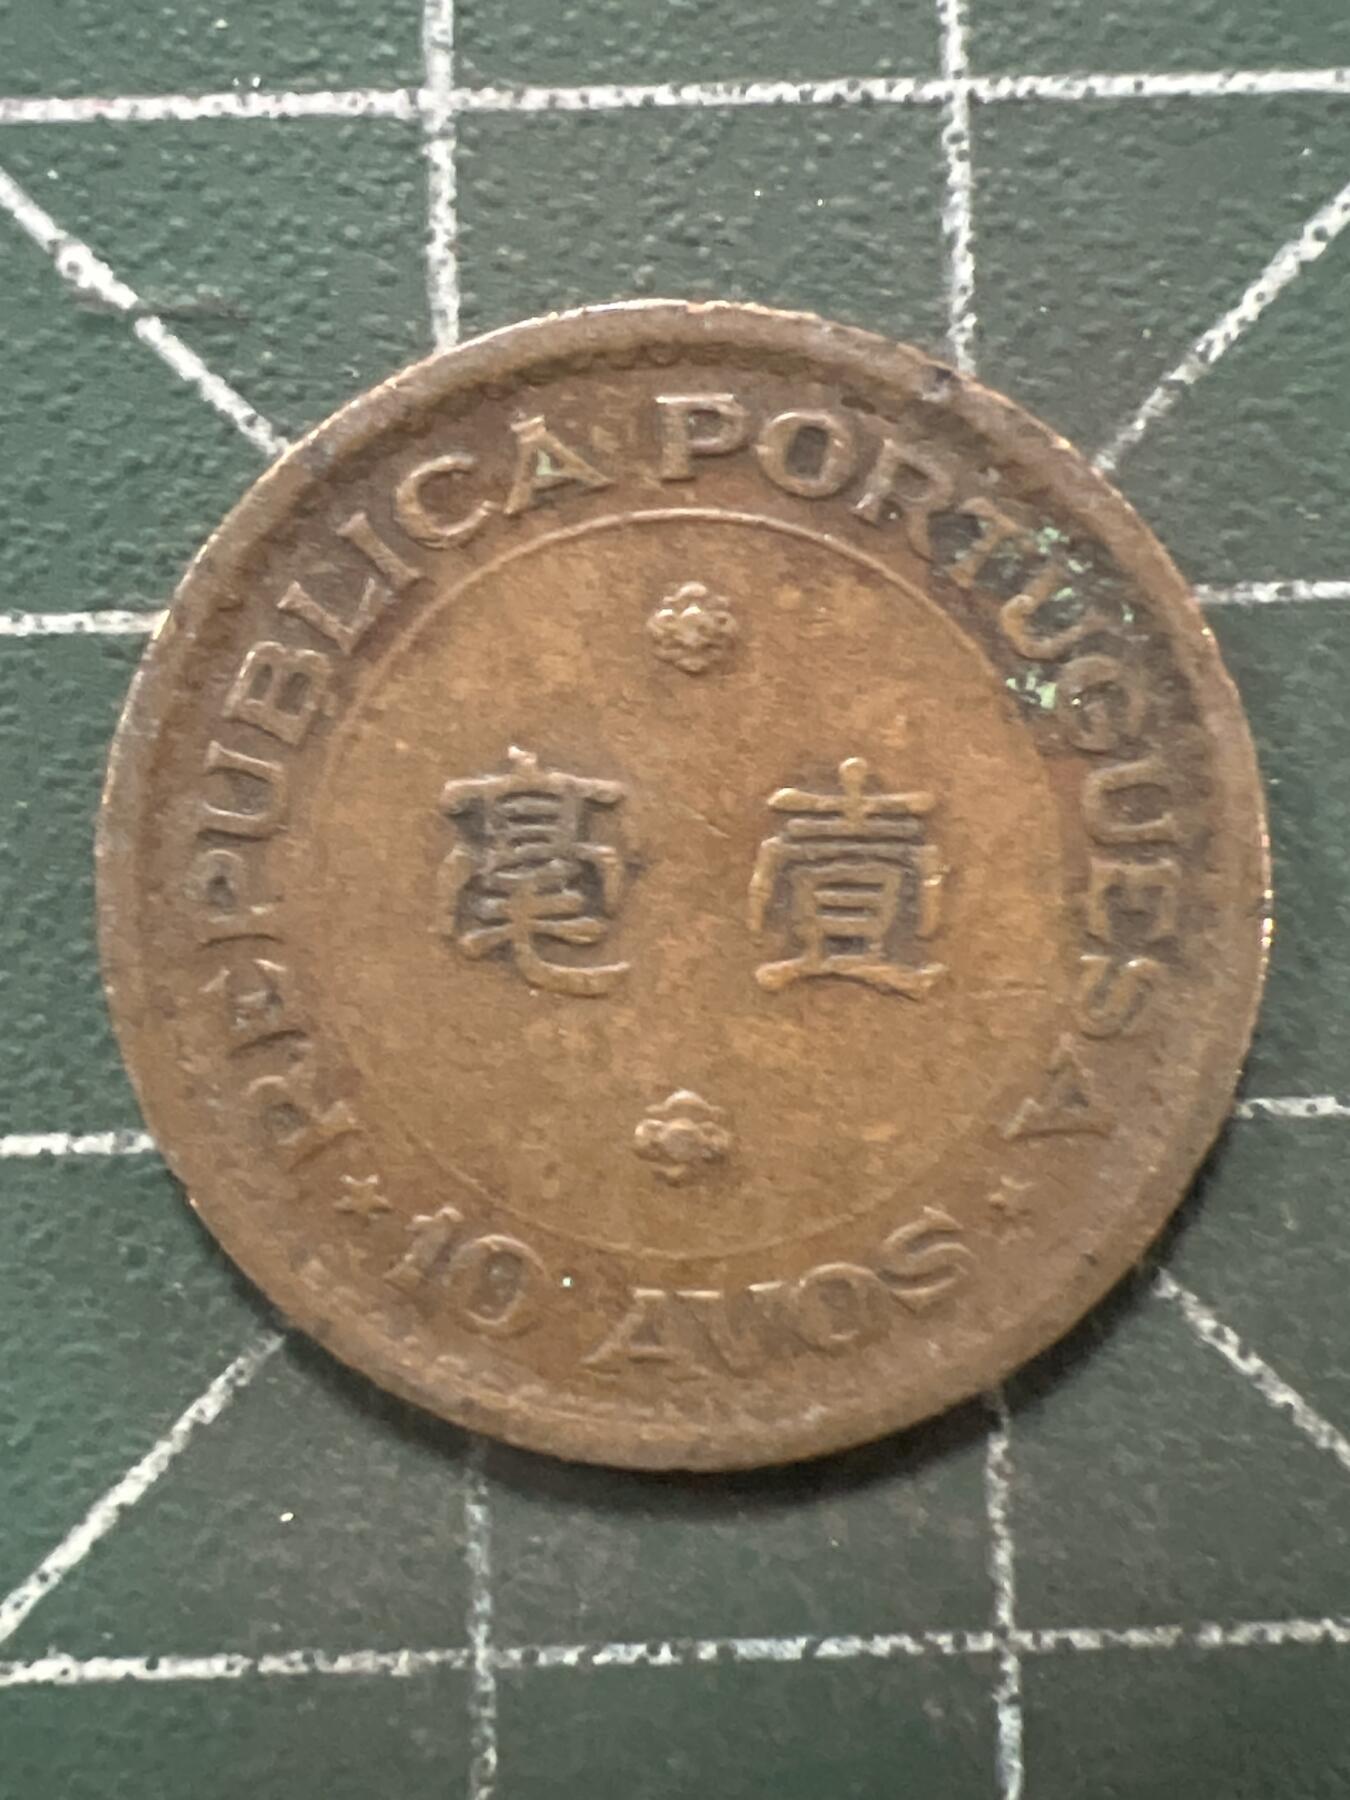 REPUBLICA PORTUGUESA
壹毫
* 10 AVOS *